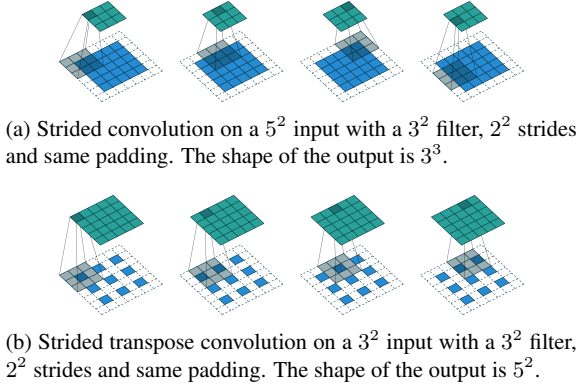 (a) Strided convolution on a 5² input with a 3² filter, 2² strides
and same padding. The shape of the output is 3³.
(b) Strided transpose convolution on a 3² input with a 3² filter,
2² strides and same padding. The shape of the output is 5².